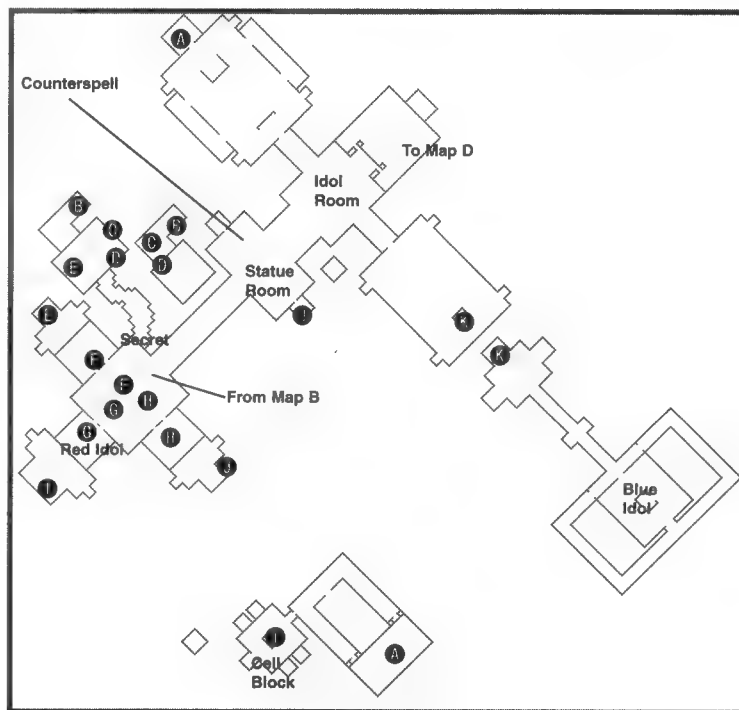 A
Counterspell
To Map D
Idol
Room
B
C
D
E
Statue
Room
E
J
K
K
Secret
F
F
From Map B
G
H
G
H
Red Idol
J
I
Blue
Idol
I
A
Cell
Block